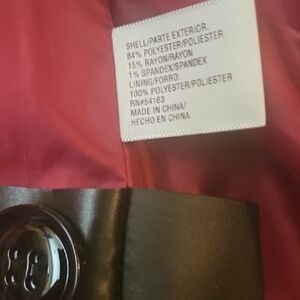 SHELL/PARTE EXTERIOR:
84% POLYESTER/POLIESTER
15% RAYON/RAYON
1% SPANDEX/SPANDEX
LINING/FORRO:
100% POLYESTER/POLIESTER
RN#54163
MADE IN CHINA/
HECHO EN CHINA